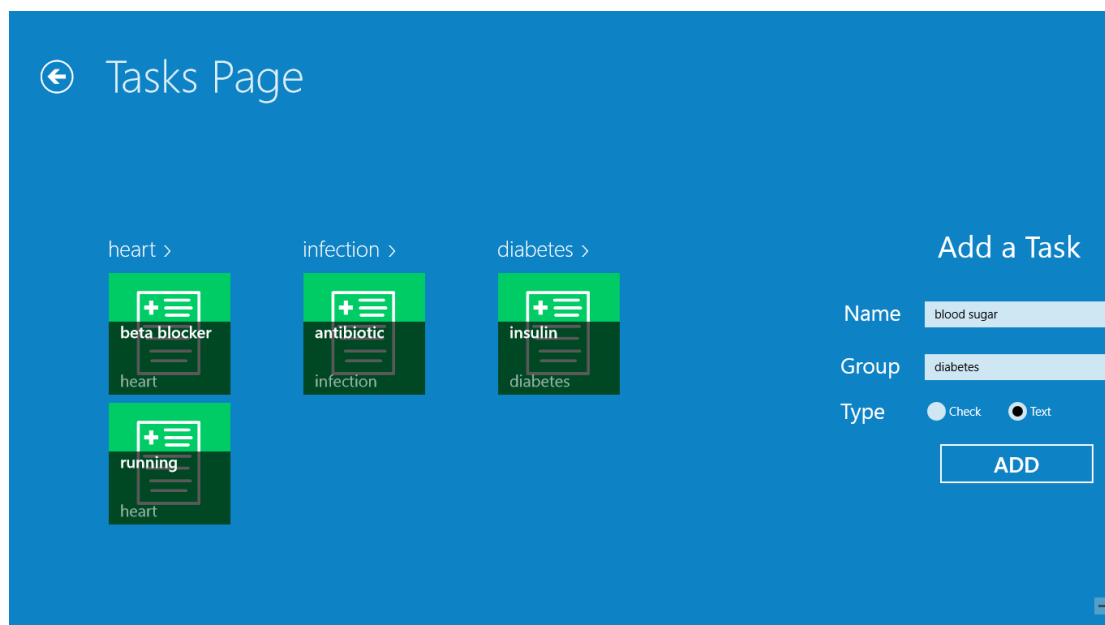 Tasks Page
heart >
beta blocker
heart
running
heart
infection >
antibiotic
infection
diabetes >
insulin
diabetes
Add a Task
Name blood sugar
Group diabetes
Type Check Text
ADD